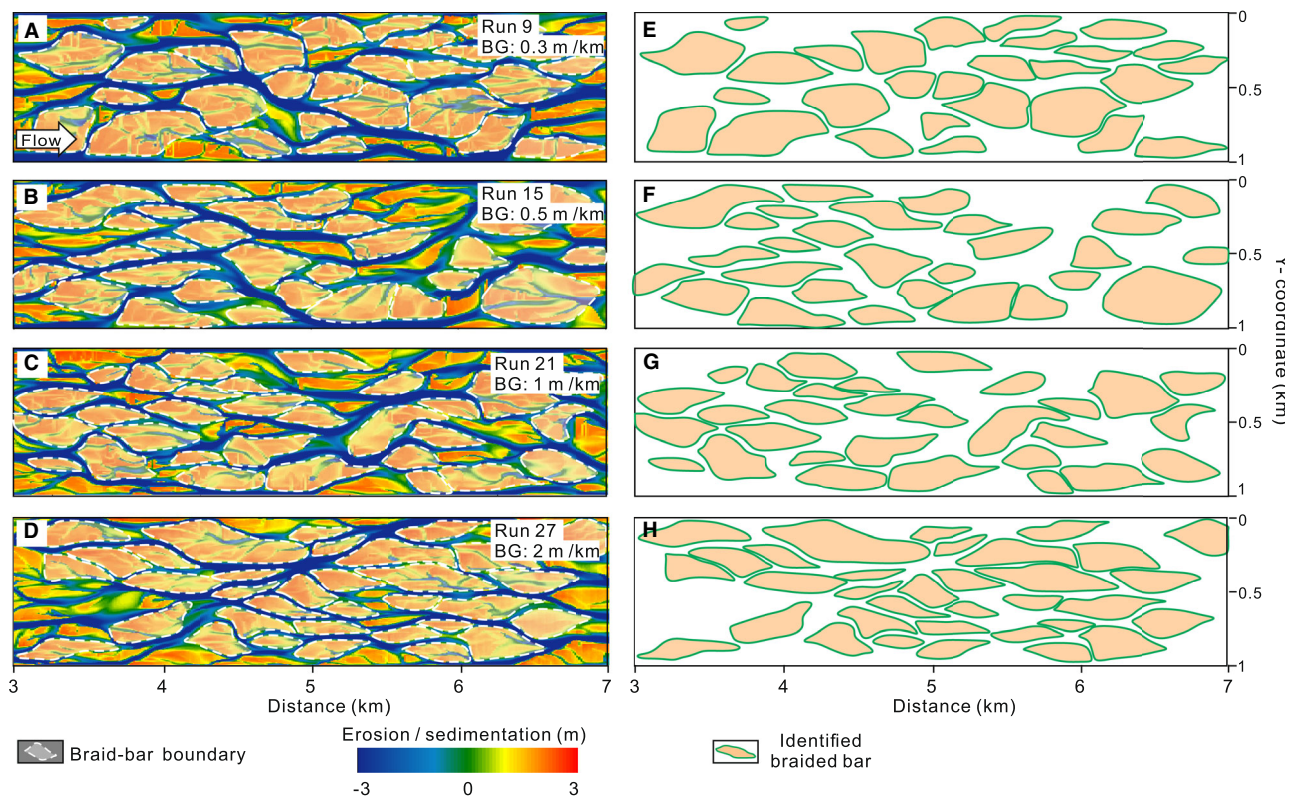 A
Run 9
BG: 0.3 m /km
Flow
E
0
0.5
1
B
Run 15
BG: 0.5 m /km
F
0
0.5
1
C
Run 21
BG: 1 m /km
G
0
0.5
1
D
Run 27
BG: 2 m /km
H
0
0.5
1
Y- coordinate (Km)
3 4 5 6 7
Distance (km)
3 4 5 6 7
Distance (km)
Braid-bar boundary
Erosion / sedimentation (m)
-3 0 3
Identified
braided bar